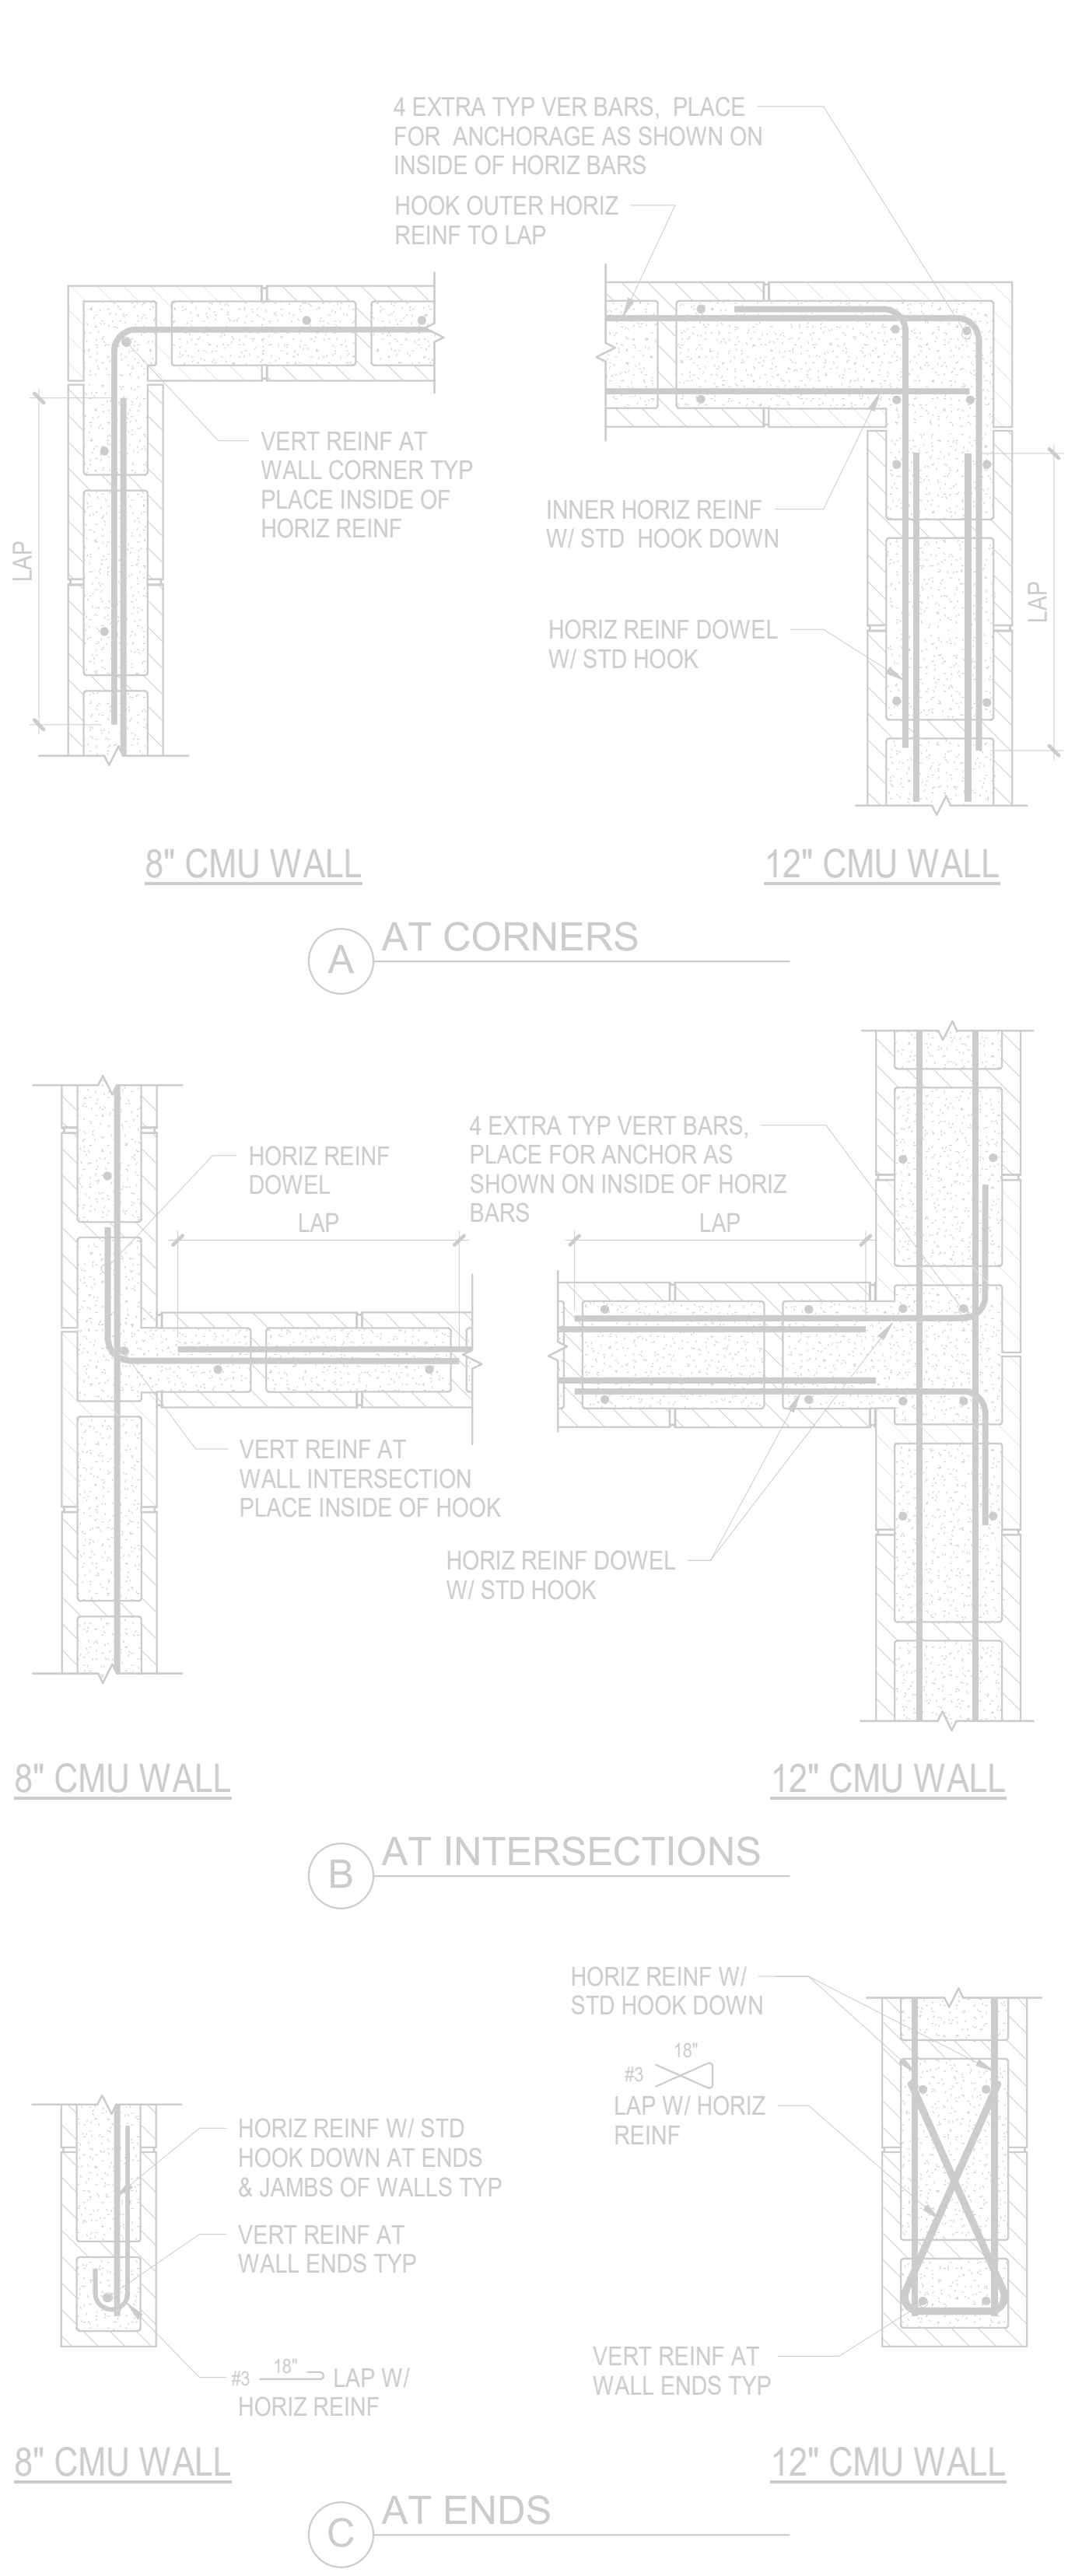 4 EXTRA TYP VER BARS, PLACE
FOR ANCHORAGE AS SHOWN ON
INSIDE OF HORIZ BARS
HOOK OUTER HORIZ
REINF TO LAP
VERT REINF AT
WALL CORNER TYP
PLACE INSIDE OF
HORIZ REINF
LAP
INNER HORIZ REINF
W/ STD HOOK DOWN
HORIZ REINF DOWEL
W/ STD HOOK
LAP
8" CMU WALL
12" CMU WALL
A AT CORNERS
HORIZ REINF
DOWEL
LAP
4 EXTRA TYP VERT BARS,
PLACE FOR ANCHOR AS
SHOWN ON INSIDE OF HORIZ
BARS
LAP
VERT REINF AT
WALL INTERSECTION
PLACE INSIDE OF HOOK
HORIZ REINF DOWEL
W/ STD HOOK
8" CMU WALL
12" CMU WALL
B AT INTERSECTIONS
HORIZ REINF W/ STD
HOOK DOWN AT ENDS
& JAMBS OF WALLS TYP
VERT REINF AT
WALL ENDS TYP
#3 18" LAP W/
HORIZ REINF
HORIZ REINF W/
STD HOOK DOWN
18"
#3
LAP W/ HORIZ
REINF
VERT REINF AT
WALL ENDS TYP
8" CMU WALL
12" CMU WALL
C AT ENDS